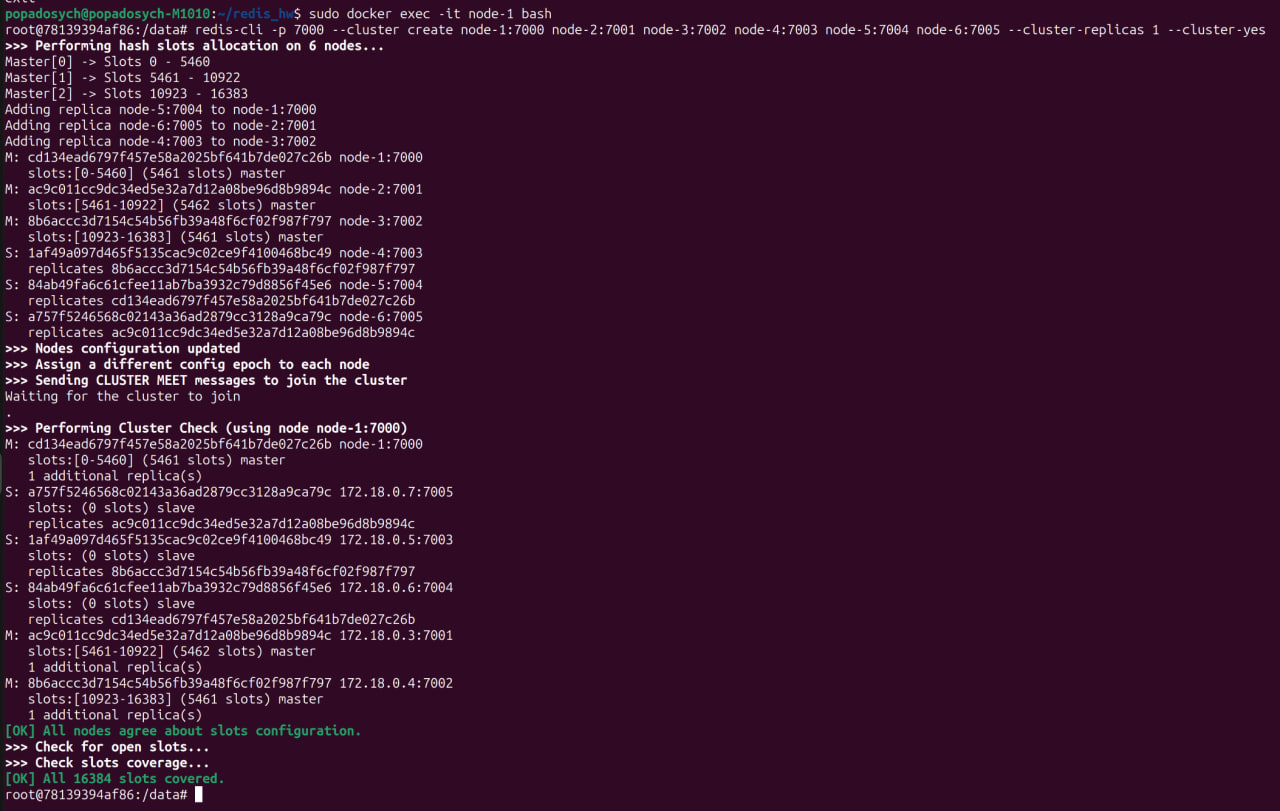 exit
popadosych@popadosych-M1010:~/redis_hw$ sudo docker exec -it node-1 bash
root@78139394af86:/data# redis-cli -p 7000 --cluster create node-1:7000 node-2:7001 node-3:7002 node-4:7003 node-5:7004 node-6:7005 --cluster-replicas 1 --cluster-yes
>>> Performing hash slots allocation on 6 nodes...
Master[0] -> Slots 0 - 5460
Master[1] -> Slots 5461 - 10922
Master[2] -> Slots 10923 - 16383
Adding replica node-5:7004 to node-1:7000
Adding replica node-6:7005 to node-2:7001
Adding replica node-4:7003 to node-3:7002
M: cd134ead6797f457e58a2025bf641b7de027c26b node-1:7000
   slots:[0-5460] (5461 slots) master
M: ac9c011cc9dc34ed5e32a7d12a08be96d8b9894c node-2:7001
   slots:[5461-10922] (5462 slots) master
M: 8b6accc3d7154c54b56fb39a48f6cf02f987f797 node-3:7002
   slots:[10923-16383] (5461 slots) master
S: 1af49a097d465f5135cac9c02ce9f4100468bc49 node-4:7003
   replicates 8b6accc3d7154c54b56fb39a48f6cf02f987f797
S: 84ab49fa6c61cfee11ab7ba3932c79d8856f45e6 node-5:7004
   replicates cd134ead6797f457e58a2025bf641b7de027c26b
S: a757f5246568c02143a36ad2879cc3128a9ca79c node-6:7005
   replicates ac9c011cc9dc34ed5e32a7d12a08be96d8b9894c
>>> Nodes configuration updated
>>> Assign a different config epoch to each node
>>> Sending CLUSTER MEET messages to join the cluster
Waiting for the cluster to join
.
>>> Performing Cluster Check (using node node-1:7000)
M: cd134ead6797f457e58a2025bf641b7de027c26b node-1:7000
   slots:[0-5460] (5461 slots) master
   1 additional replica(s)
S: a757f5246568c02143a36ad2879cc3128a9ca79c 172.18.0.7:7005
   slots: (0 slots) slave
   replicates ac9c011cc9dc34ed5e32a7d12a08be96d8b9894c
S: 1af49a097d465f5135cac9c02ce9f4100468bc49 172.18.0.5:7003
   slots: (0 slots) slave
   replicates 8b6accc3d7154c54b56fb39a48f6cf02f987f797
S: 84ab49fa6c61cfee11ab7ba3932c79d8856f45e6 172.18.0.6:7004
   slots: (0 slots) slave
   replicates cd134ead6797f457e58a2025bf641b7de027c26b
M: ac9c011cc9dc34ed5e32a7d12a08be96d8b9894c 172.18.0.3:7001
   slots:[5461-10922] (5462 slots) master
   1 additional replica(s)
M: 8b6accc3d7154c54b56fb39a48f6cf02f987f797 172.18.0.4:7002
   slots:[10923-16383] (5461 slots) master
   1 additional replica(s)
[OK] All nodes agree about slots configuration.
>>> Check for open slots...
>>> Check slots coverage...
[OK] All 16384 slots covered.
root@78139394af86:/data#